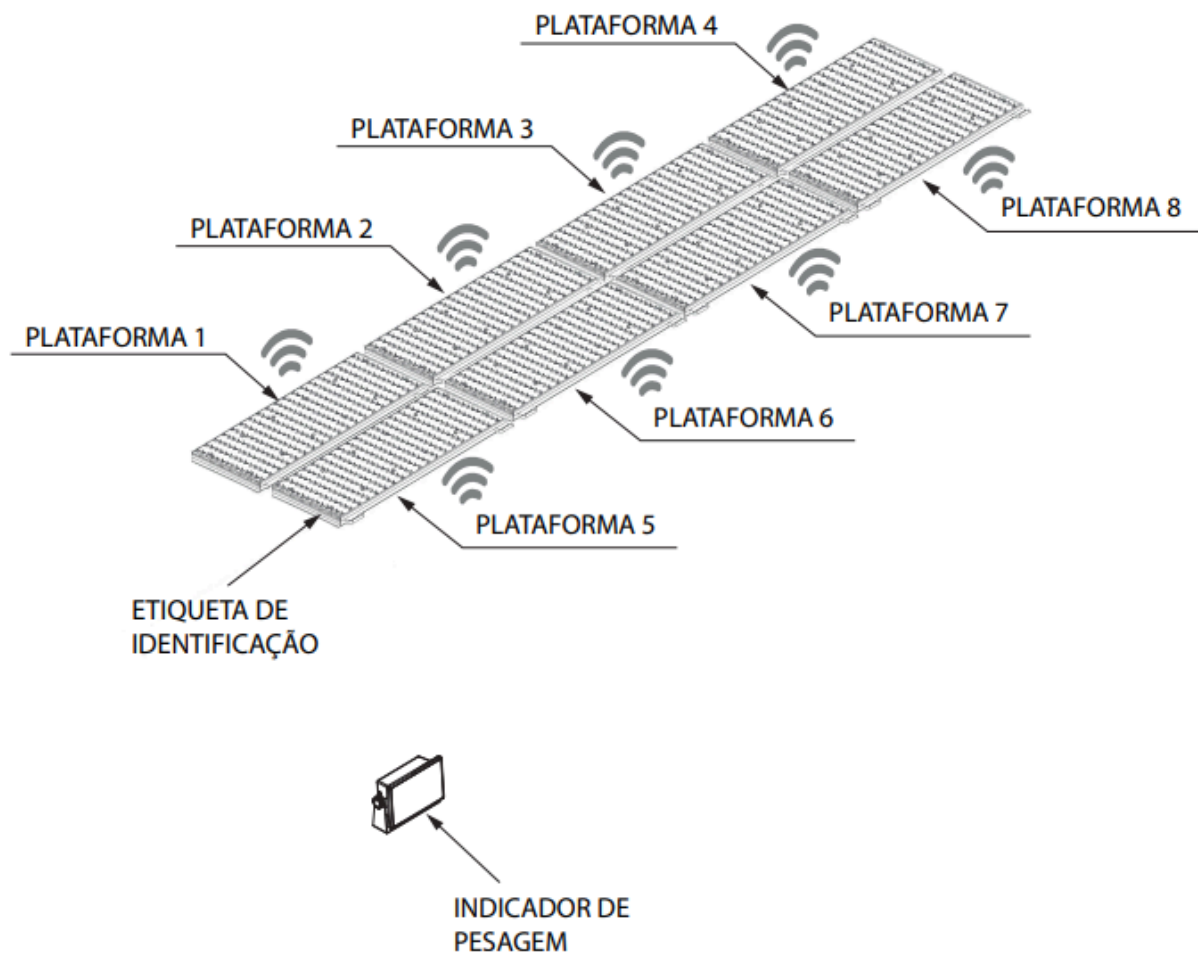 PLATAFORMA 4
PLATAFORMA 3
PLATAFORMA 8
PLATAFORMA 2
PLATAFORMA 7
PLATAFORMA 1
PLATAFORMA 6
PLATAFORMA 5
ETIQUETA DE
IDENTIFICAÇÃO
INDICADOR DE
PESAGEM